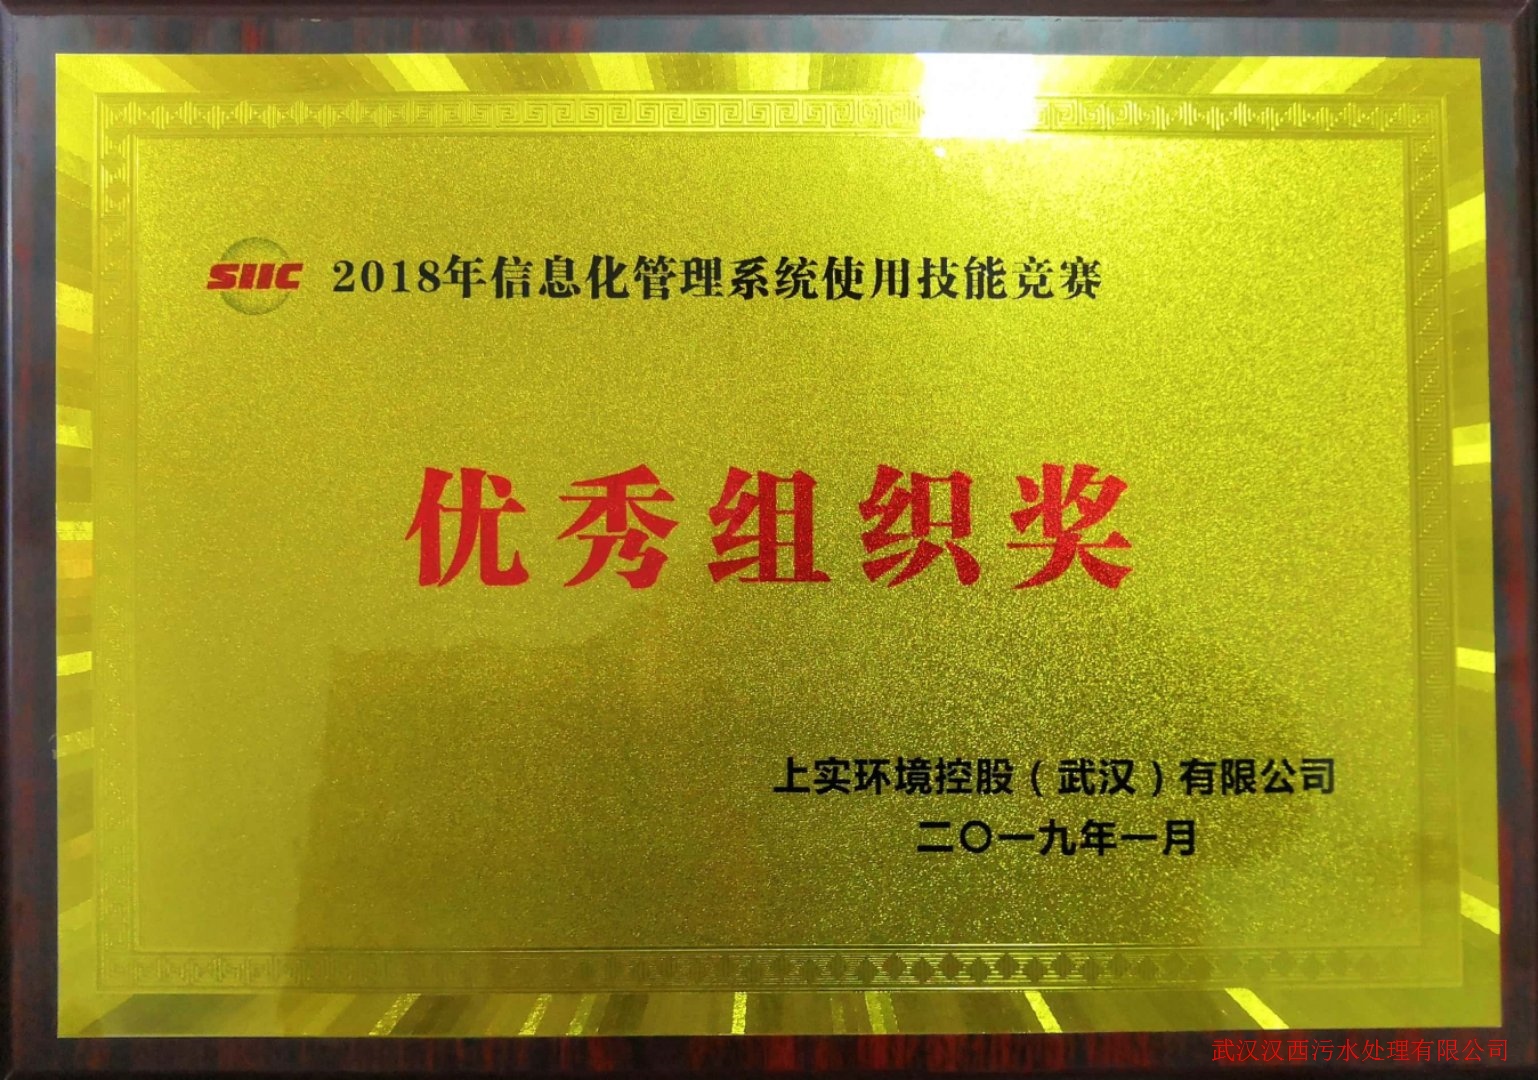 SIIC 2018年信息化管理系统使用技能竞赛
优秀组织奖
上实环境控股（武汉）有限公司
二〇一九年一月
武汉汉西污水处理有限公司